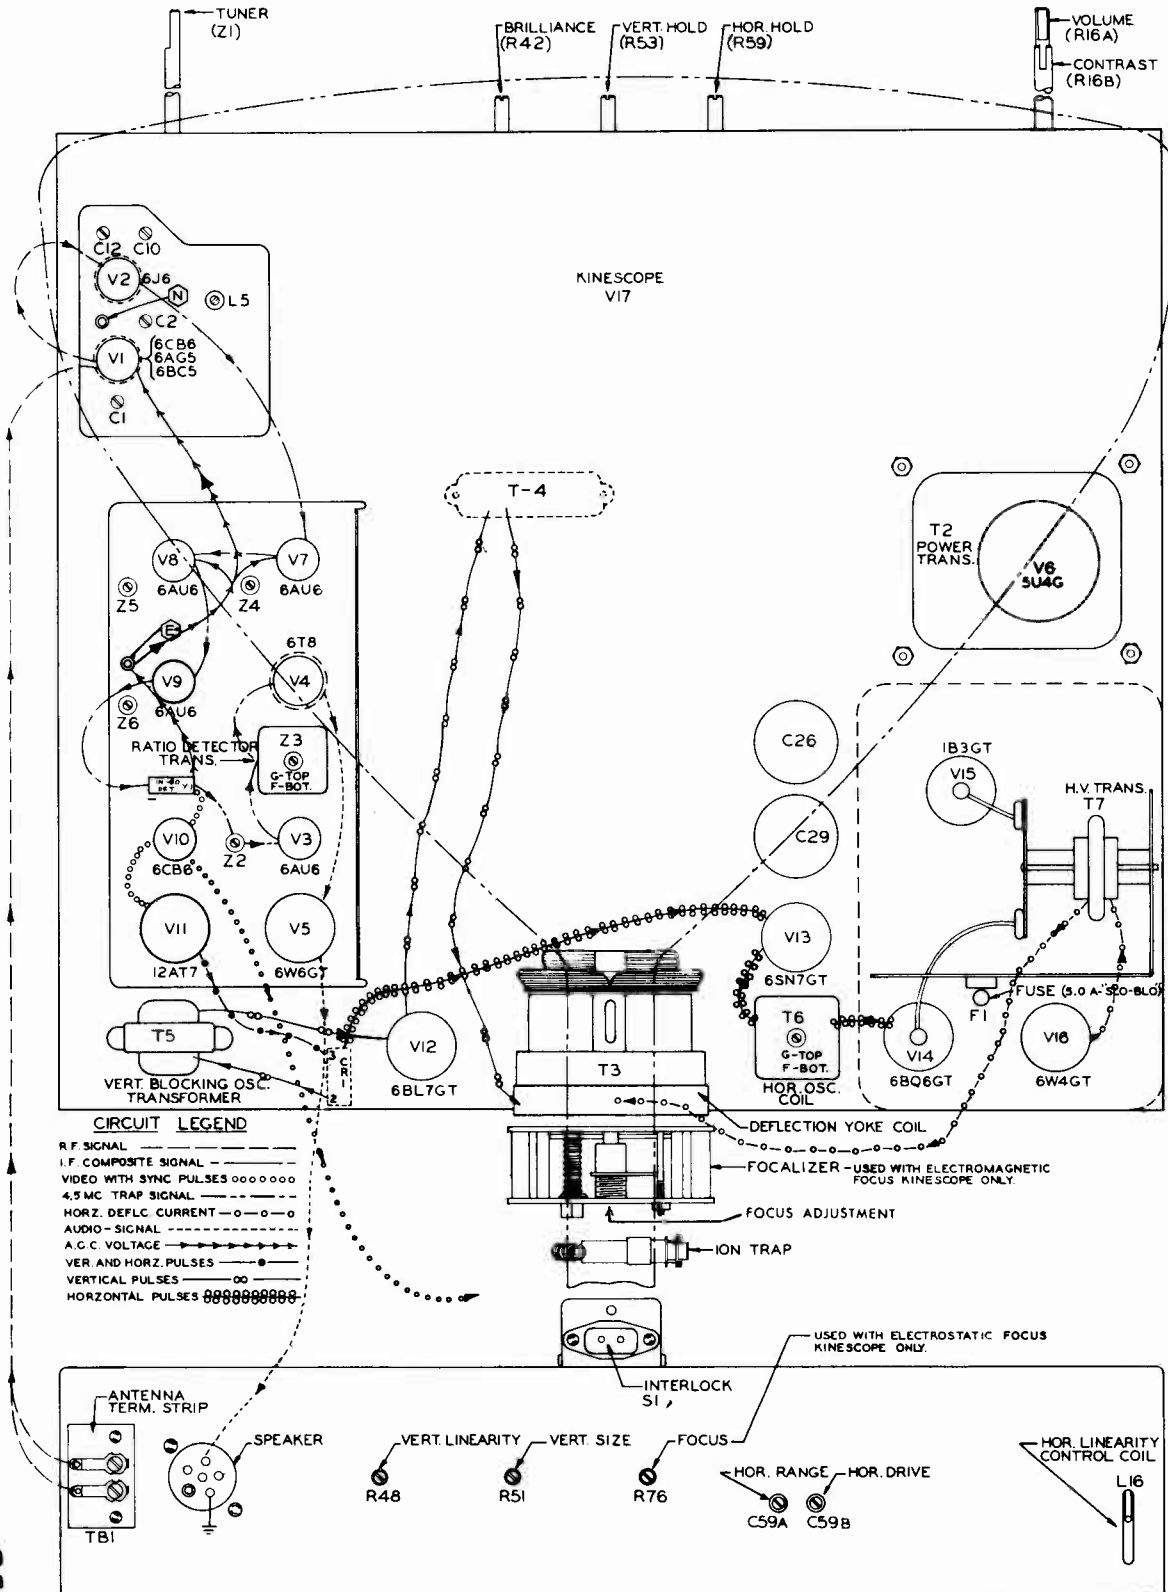 TUNER
(Z1)
BRILLIANCE
(R42)
VERT. HOLD
(R53)
HOR. HOLD
(R59)
VOLUME
(R16A)
CONTRAST
(R16B)
C12
C10
V2
6J6
N
L5
C2
V1
6CB6
6AG5
6BC5
C1
KINESCOPE
V17
T-4
T2
POWER
TRANS.
V6
5U4G
V8
6AU6
V7
6AU6
Z5
Z4
E
6T8
V4
V9
6AU6
Z6
RATIO DETECTOR
TRANS.
Z3
G-TOP
F-BOT.
V10
6CB6
Z2
V3
6AU6
V11
12AT7
V5
6W6GT
C26
C29
1B3GT
V15
H.V. TRANS.
T7
V13
6SN7GT
FUSE (5.0 A-"SLO-BLO")
F1
T5
VERT. BLOCKING OSC.
TRANSFORMER
3
C
R
1
2
V12
6BL7GT
T3
T6
G-TOP
F-BOT.
HOR. OSC.
COIL
V14
6BQ6GT
V16
6W4GT
DEFLECTION YOKE COIL
FOCALIZER - USED WITH ELECTROMAGNETIC
FOCUS KINESCOPE ONLY.
FOCUS ADJUSTMENT
ION TRAP
CIRCUIT LEGEND
R.F. SIGNAL
I.F. COMPOSITE SIGNAL
VIDEO WITH SYNC PULSES
4.5 MC TRAP SIGNAL
HORZ. DEFLC CURRENT
AUDIO-SIGNAL
A.G.C. VOLTAGE
VER. AND HORZ. PULSES
VERTICAL PULSES
HORZONTAL PULSES
USED WITH ELECTROSTATIC FOCUS
KINESCOPE ONLY.
INTERLOCK
S1
ANTENNA
TERM. STRIP
TB1
SPEAKER
VERT. LINEARITY
R48
VERT. SIZE
R51
FOCUS
R76
HOR. RANGE
C59A
HOR. DRIVE
C59B
HOR. LINEARITY
CONTROL COIL
L16